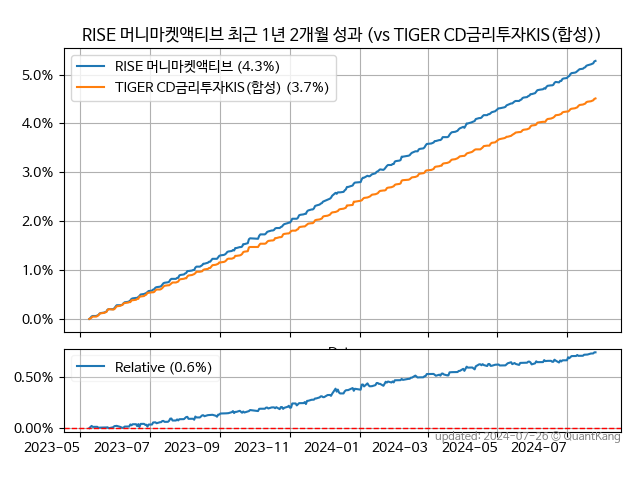 RISE 머니마켓액티브 최근 1년 2개월 성과 (vs TIGER CD금리투자KIS(합성))
RISE 머니마켓액티브 (4.3%)
TIGER CD금리투자KIS(합성) (3.7%)
5.0%
4.0%
3.0%
2.0%
1.0%
0.0%
Relative (0.6%)
0.50%
0.00%
updated: 2024-07-26 © QuantKang
2023-05 2023-07 2023-09 2023-11 2024-01 2024-03 2024-05 2024-07